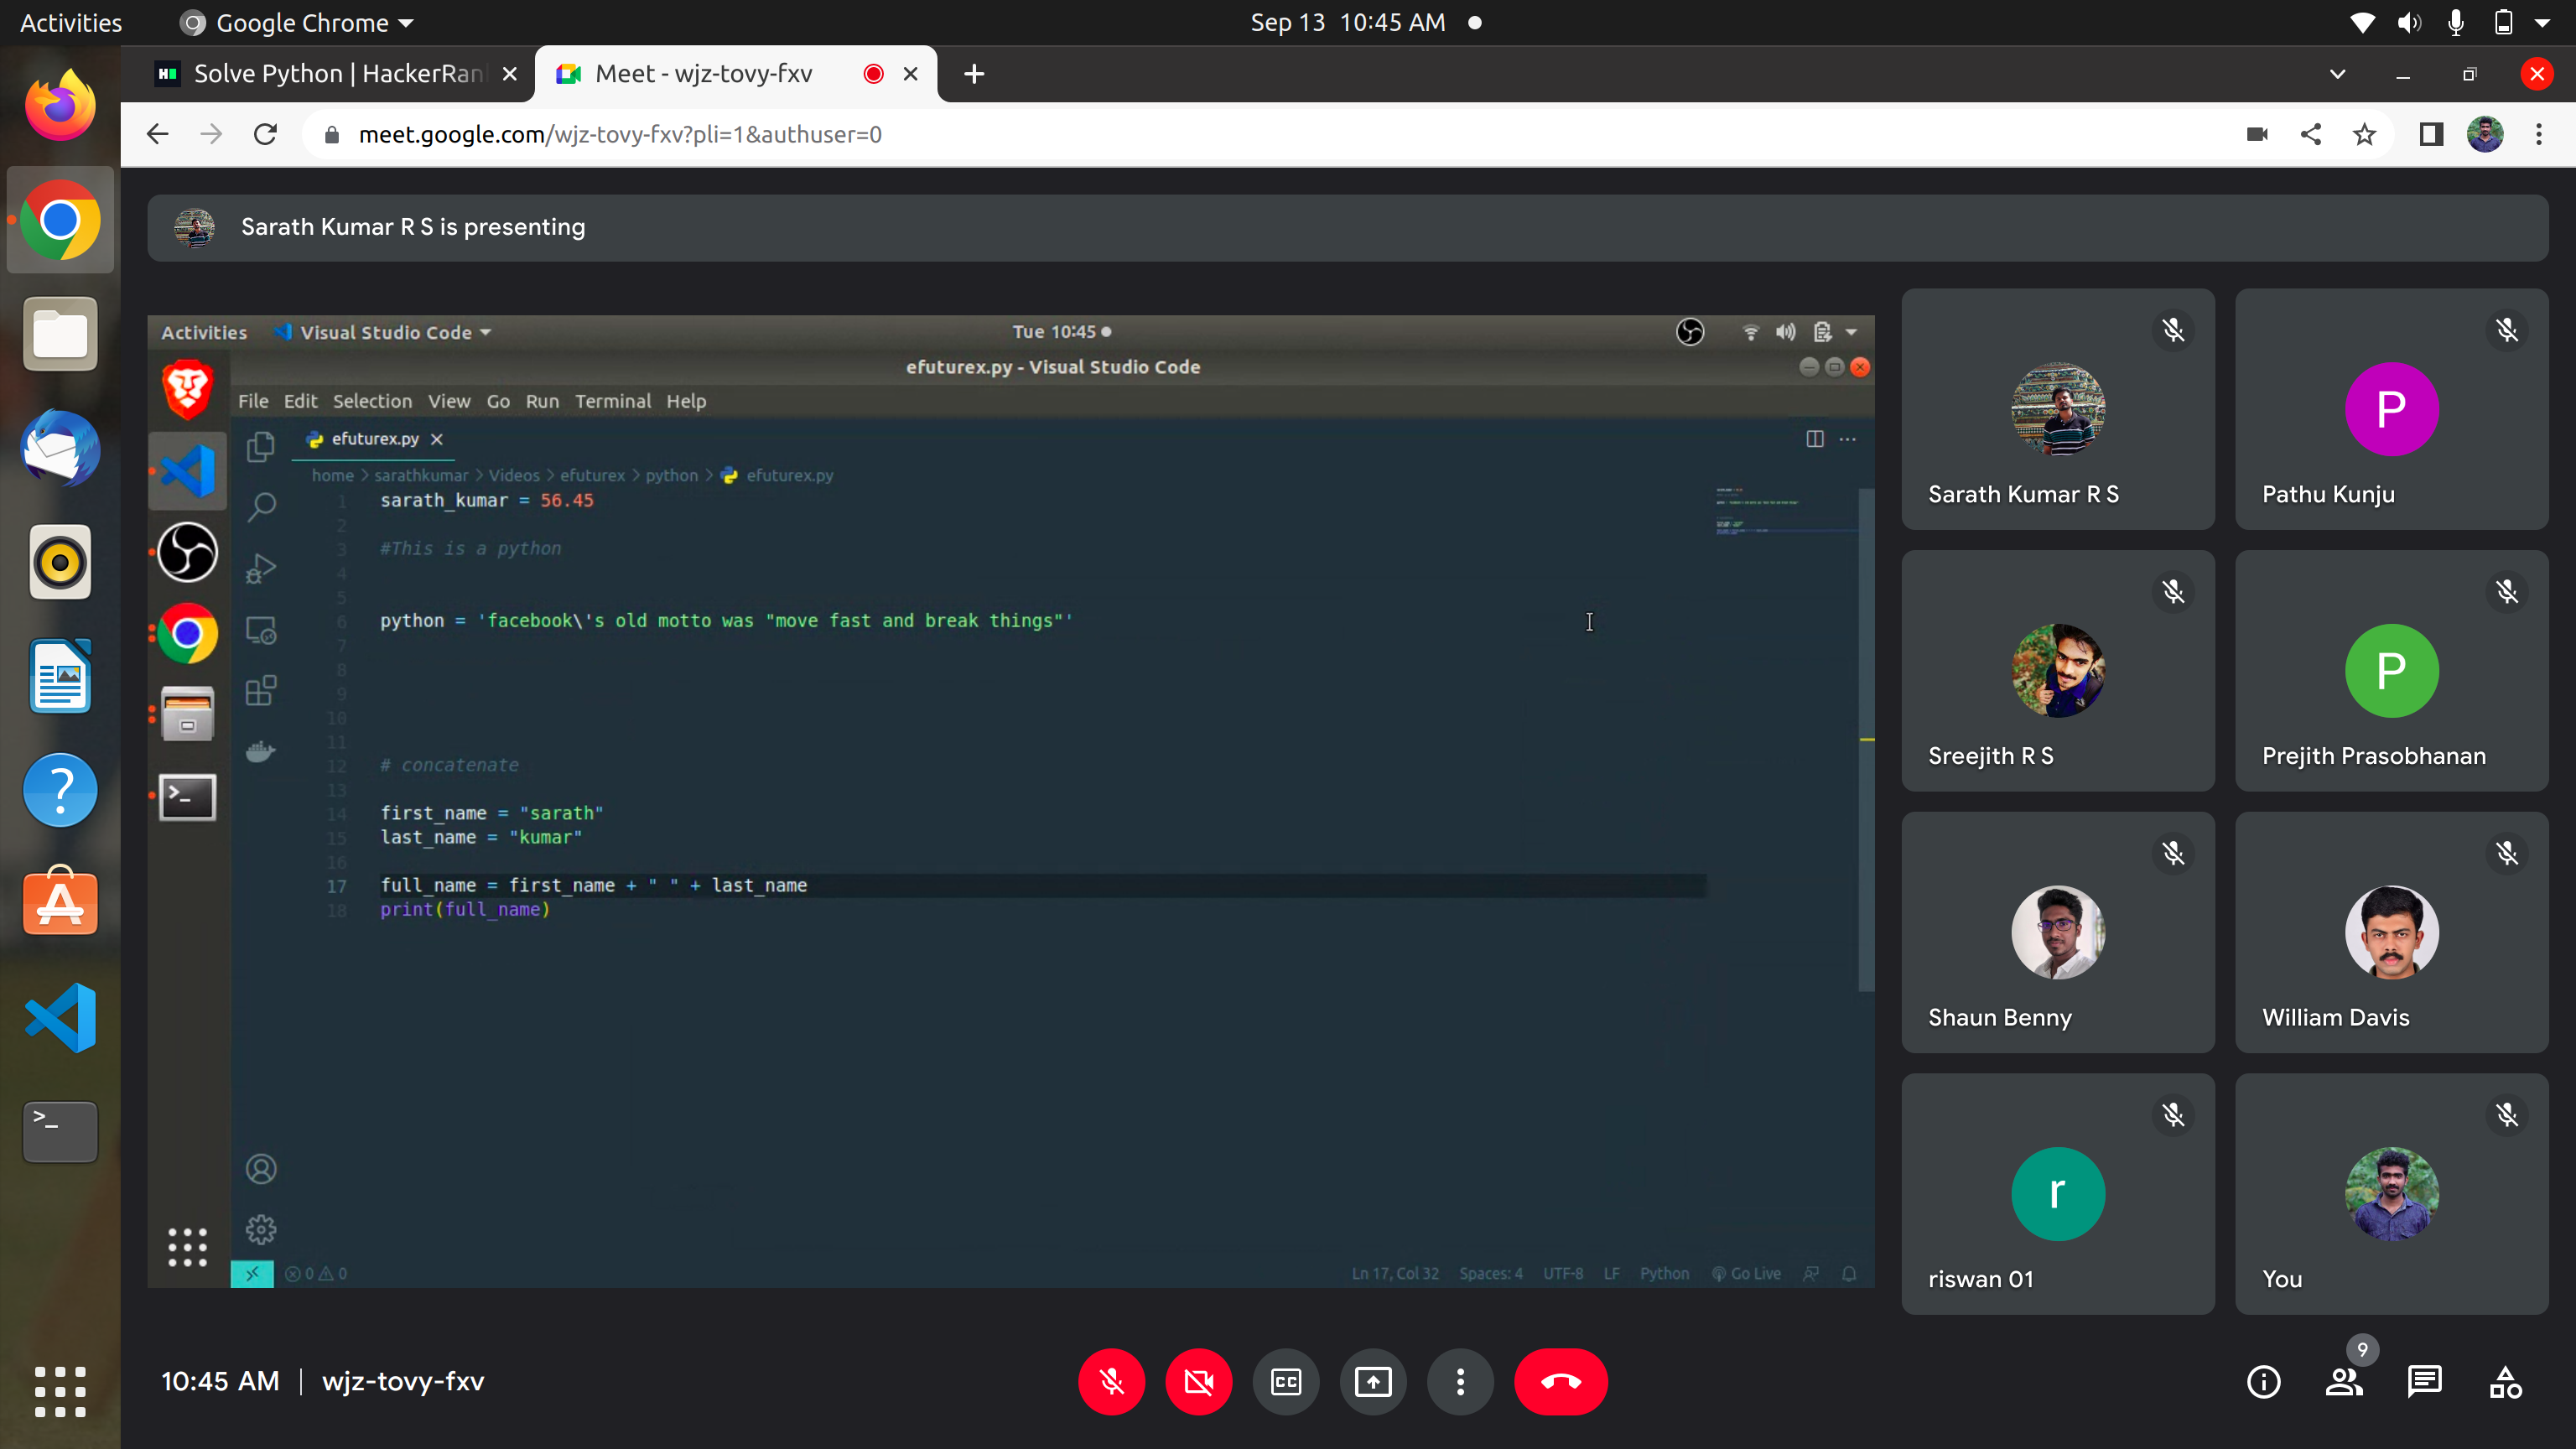 Activities
Google Chrome
Sep 13 10:45 AM
Solve Python | HackerRan
Meet - wjz-tovy-fxv
meet.google.com/wjz-tovy-fxv?pli=1&authuser=0
Sarath Kumar R S is presenting
Activities
Visual Studio Code
Tue 10:45
efuturex.py - Visual Studio Code
File Edit Selection View Go Run Terminal Help
efuturex.py
home > sarathkumar > Videos > efuturex > python > efuturex.py
1 sarath_kumar = 56.45
2
3 #This is a python
4
5
6 python = 'facebook\'s old motto was "move fast and break things"'
7
8
9
10
11
12 # concatenate
13
14 first_name = "sarath"
15 last_name = "kumar"
16
17 full_name = first_name + " " + last_name
18 print(full_name)
0 0
Ln 17, Col 32 Spaces: 4 UTF-8 LF Python Go Live
Sarath Kumar R S
P
Pathu Kunju
Sreejith R S
P
Prejith Prasobhanan
Shaun Benny
William Davis
r
riswan 01
You
10:45 AM | wjz-tovy-fxv
CC
9